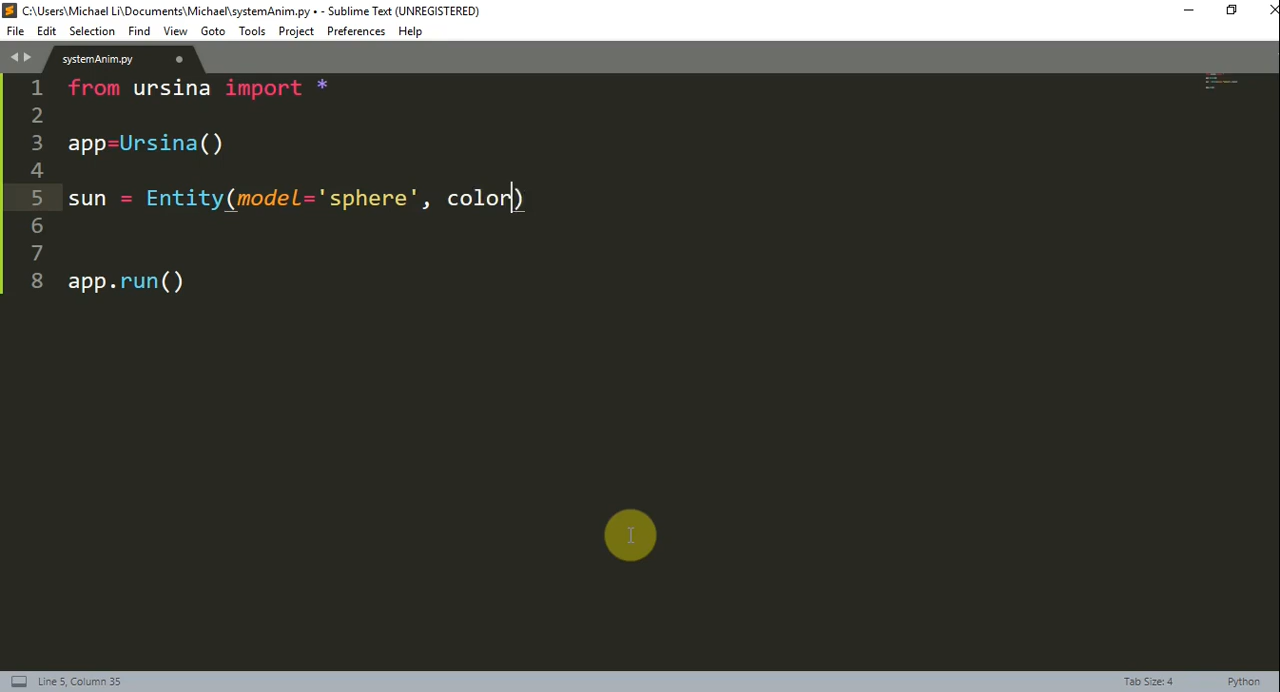 C:\Users\Michael Li\Documents\Michael\systemAnim.py • - Sublime Text (UNREGISTERED)
File Edit Selection Find View Goto Tools Project Preferences Help
systemAnim.py
1 from ursina import *
2
3 app=Ursina()
4
5 sun = Entity(model='sphere', color)
6
7
8 app.run()
Line 5, Column 35 Tab Size: 4 Python